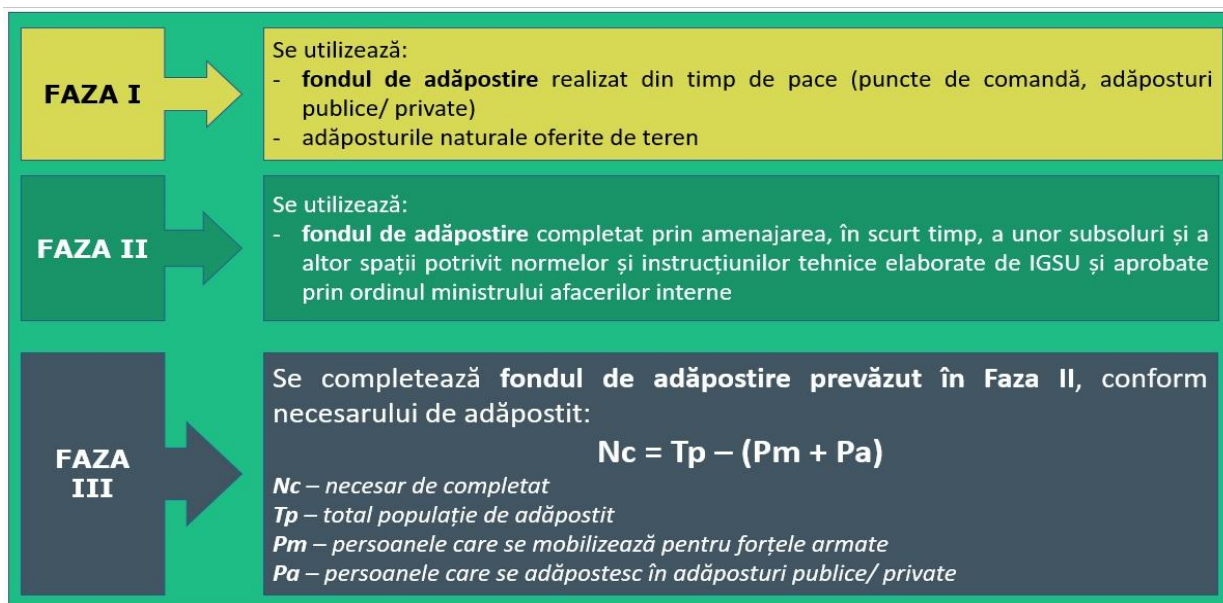 FAZA I
Se utilizează:
- fondul de adăpostire realizat din timp de pace (puncte de comandă, adăposturi
publice/ private)
- adăposturile naturale oferite de teren
FAZA II
Se utilizează:
- fondul de adăpostire completat prin amenajarea, în scurt timp, a unor subsoluri și a
altor spații potrivit normelor și instrucțiunilor tehnice elaborate de IGSU și aprobate
prin ordinul ministrului afacerilor interne
FAZA
III
Se completează fondul de adăpostire prevăzut în Faza II, conform
necesarului de adăpostit:
Nc = Tp – (Pm + Pa)
Nc – necesar de completat
Tp – total populație de adăpostit
Pm – persoanele care se mobilizează pentru forțele armate
Pa – persoanele care se adăpostesc în adăposturi publice/ private